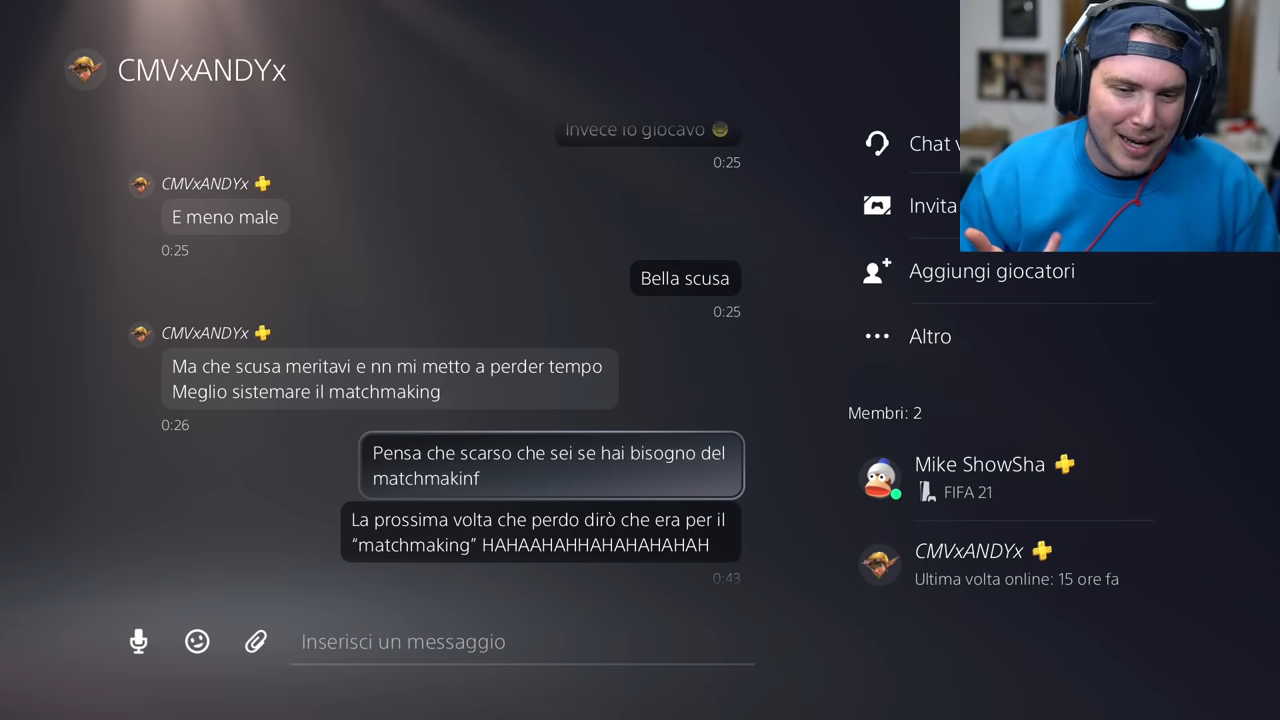 CMVxANDYx
Invece io giocavo
0:25
CMVxANDYx
E meno male
0:25
Bella scusa
0:25
CMVxANDYx
Ma che scusa meritavi e nn mi metto a perder tempo
Meglio sistemare il matchmaking
0:26
Pensa che scarso che sei se hai bisogno del
matchmakinf
La prossima volta che perdo dirò che era per il
“matchmaking” HAHAAHAHHAHAHAHAHAH
0:43
Inserisci un messaggio
Chat v
Invita
Aggiungi giocatori
Altro
Membri: 2
Mike ShowSha
FIFA 21
CMVxANDYx
Ultima volta online: 15 ore fa